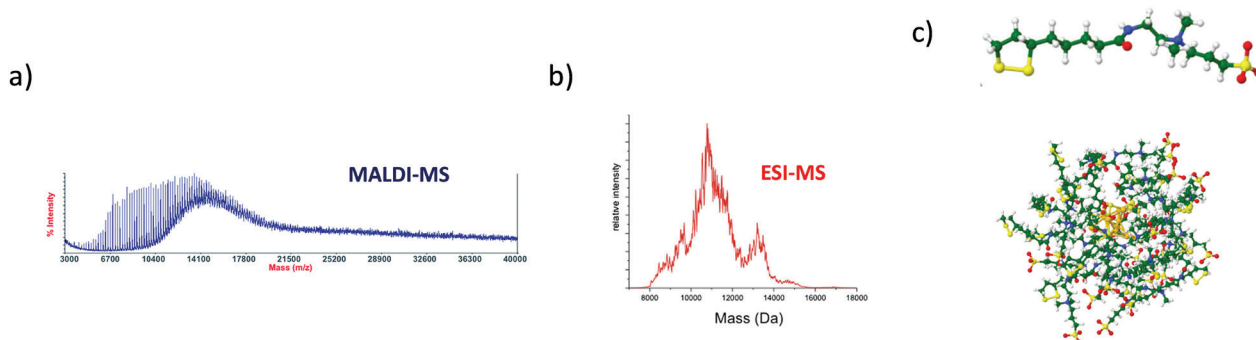 a)
MALDI-MS
% Intensity
3000 6700 10400 14100 17800 21500 25200 28900 32600 36300 40000
Mass (m/z)
b)
ESI-MS
relative intensity
8000 10000 12000 14000 16000 18000
Mass (Da)
c)